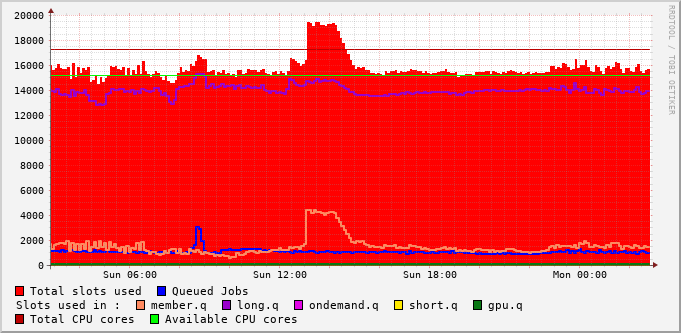 20000
18000
16000
14000
12000
10000
8000
6000
4000
2000
0
Sun 06:00 Sun 12:00 Sun 18:00 Mon 00:00
Total slots used Queued Jobs
Slots used in : member.q long.q ondemand.q short.q gpu.q
Total CPU cores Available CPU cores
RRDTOOL / TOBI OETIKER